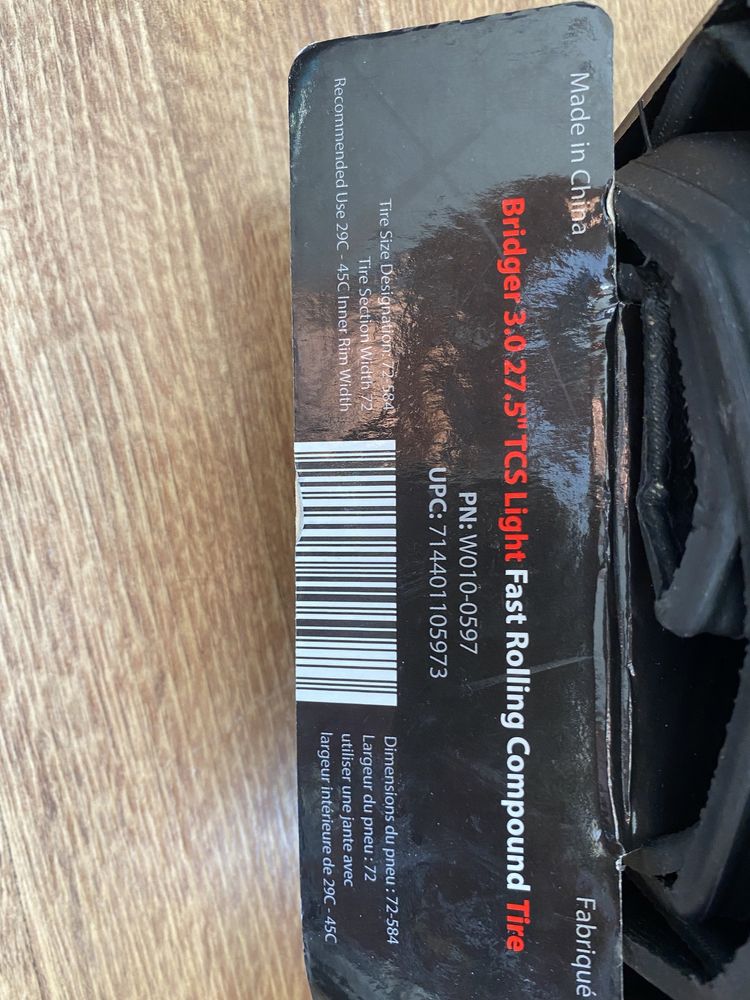 Made in China
Fabriqué
Bridger 3.0 27.5" TCS Light Fast Rolling Compound Tire
PN: W010-0597
UPC: 714401105973
Tire Size Designation: 72-584
Tire Section Width 72
Recommended Use 29C - 45C Inner Rim Width
Dimensions du pneu : 72-584
Largeur du pneu : 72
utiliser une jante avec
largeur intérieure de 29C - 45C